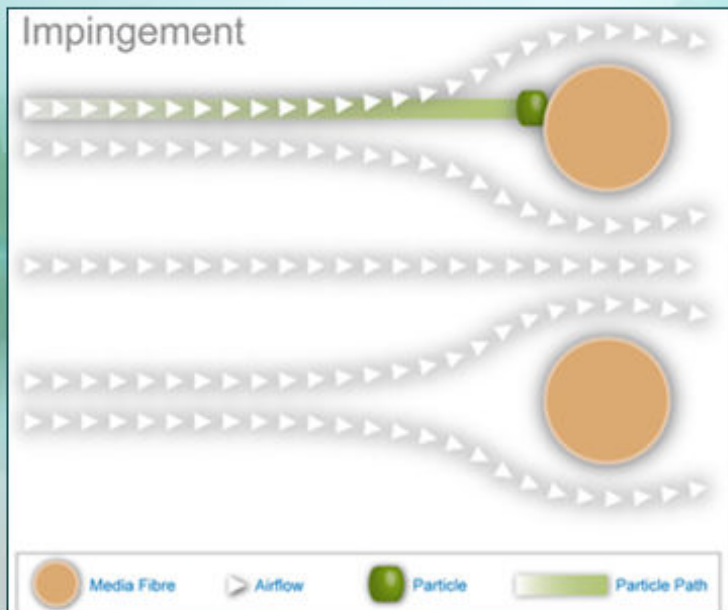 Impingement
Media Fibre
Airflow
Particle
Particle Path